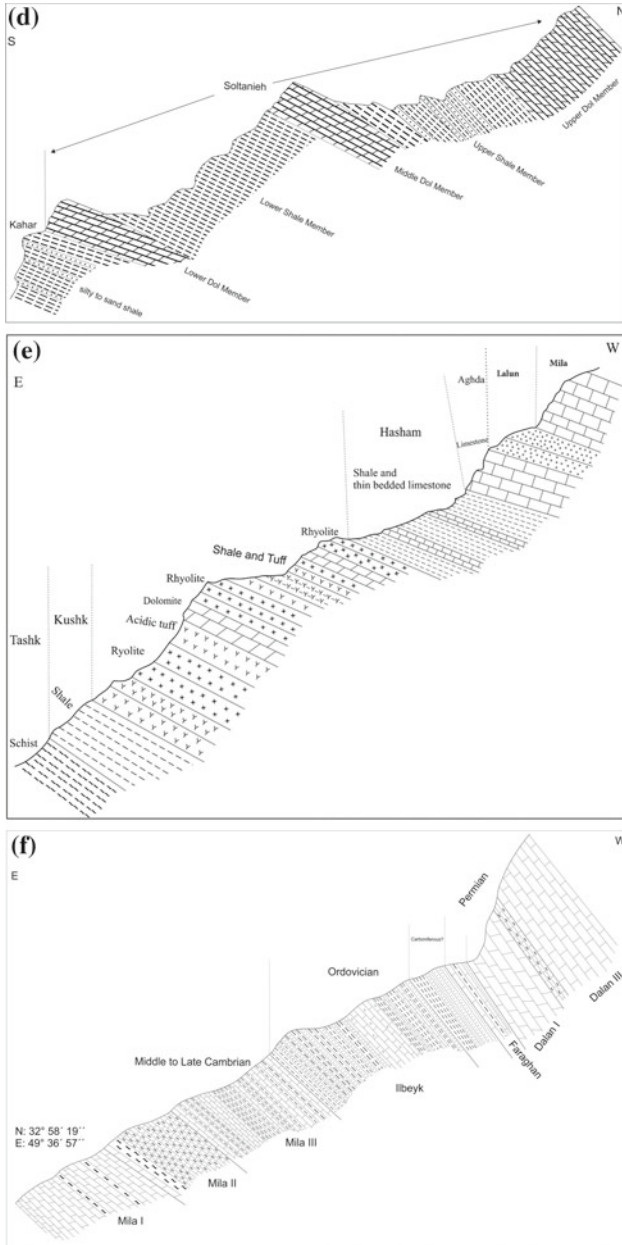 (d)
S
N
Soltanieh
Kahar
Upper Dol Member
Upper Shale Member
Middle Dol Member
Lower Shale Member
Lower Dol Member
silty to sand shale
(e)
E
W
Aghda
Lalun
Mila
Hasham
Limestone
Shale and
thin bedded limestone
Rhyolite
Shale and Tuff
Rhyolite
Dolomite
Acidic tuff
Ryolite
Kushk
Tashk
Shale
Schist
(f)
E
W
Permian
Carboniferous?
Ordovician
Middle to Late Cambrian
Dalan III
Dalan I
Faraghan
Ilbeyk
N: 32° 58´ 19´´
E: 49° 36´ 57´´
Mila III
Mila II
Mila I